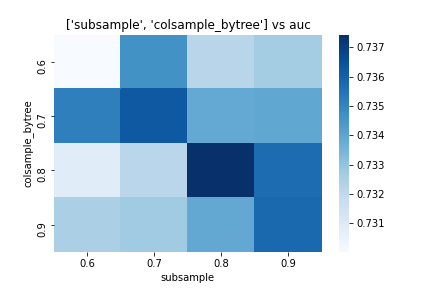 ['subsample', 'colsample_bytree'] vs auc
colsample_bytree
0.6
0.7
0.8
0.9
0.6 0.7 0.8 0.9
subsample
0.737
0.736
0.735
0.734
0.733
0.732
0.731